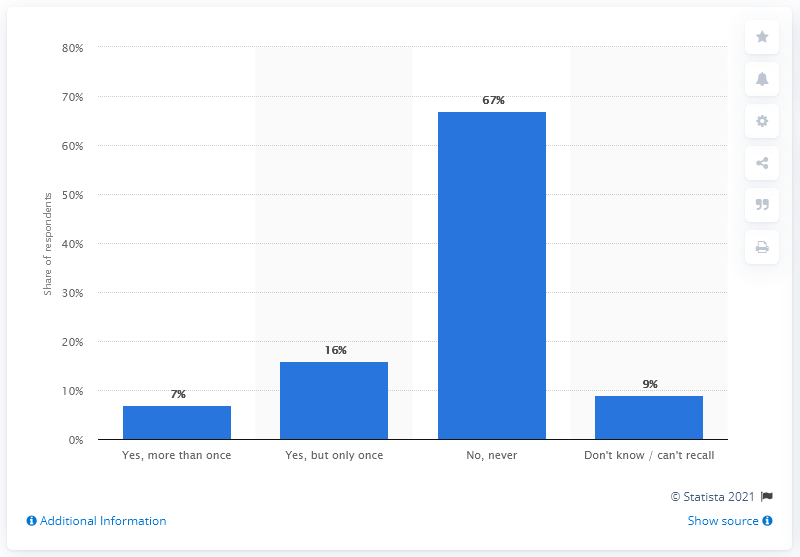 80%
70%
60%
50%
40%
30%
20%
10%
0%
Share of respondents
7%
16%
67%
9%
Yes, more than once
Yes, but only once
No, never
Don't know / can't recall
© Statista 2021
Additional Information
Show source